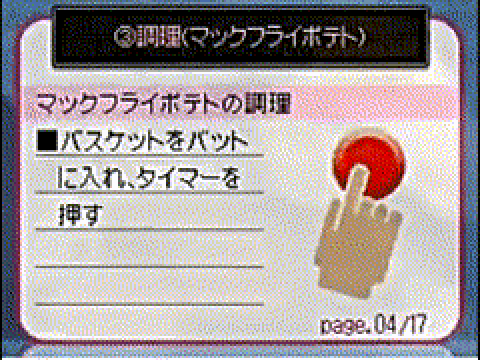 ③調理(マックフライポテト)
マックフライポテトの調理
■バスケットをバット
に入れ、タイマーを
押す
page.04/17